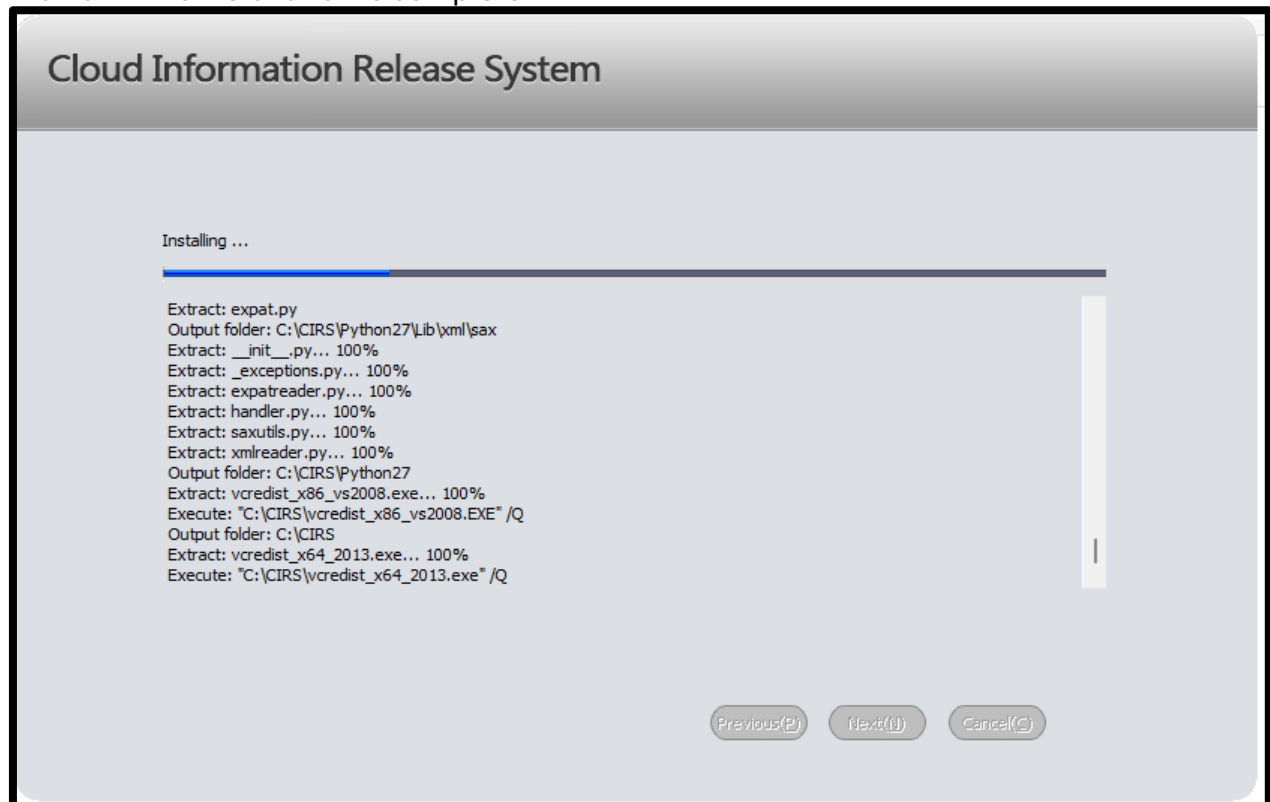 Cloud Information Release System
Installing ...
Extract: expat.py
Output folder: C:\CIRS\Python27\Lib\xml\sax
Extract: __init__.py... 100%
Extract: _exceptions.py... 100%
Extract: expatreader.py... 100%
Extract: handler.py... 100%
Extract: saxutils.py... 100%
Extract: xmlreader.py... 100%
Output folder: C:\CIRS\Python27
Extract: vcredist_x86_vs2008.exe... 100%
Execute: "C:\CIRS\vcredist_x86_vs2008.EXE" /Q
Output folder: C:\CIRS
Extract: vcredist_x64_2013.exe... 100%
Execute: "C:\CIRS\vcredist_x64_2013.exe" /Q
Previous(P) Next(N) Cancel(C)